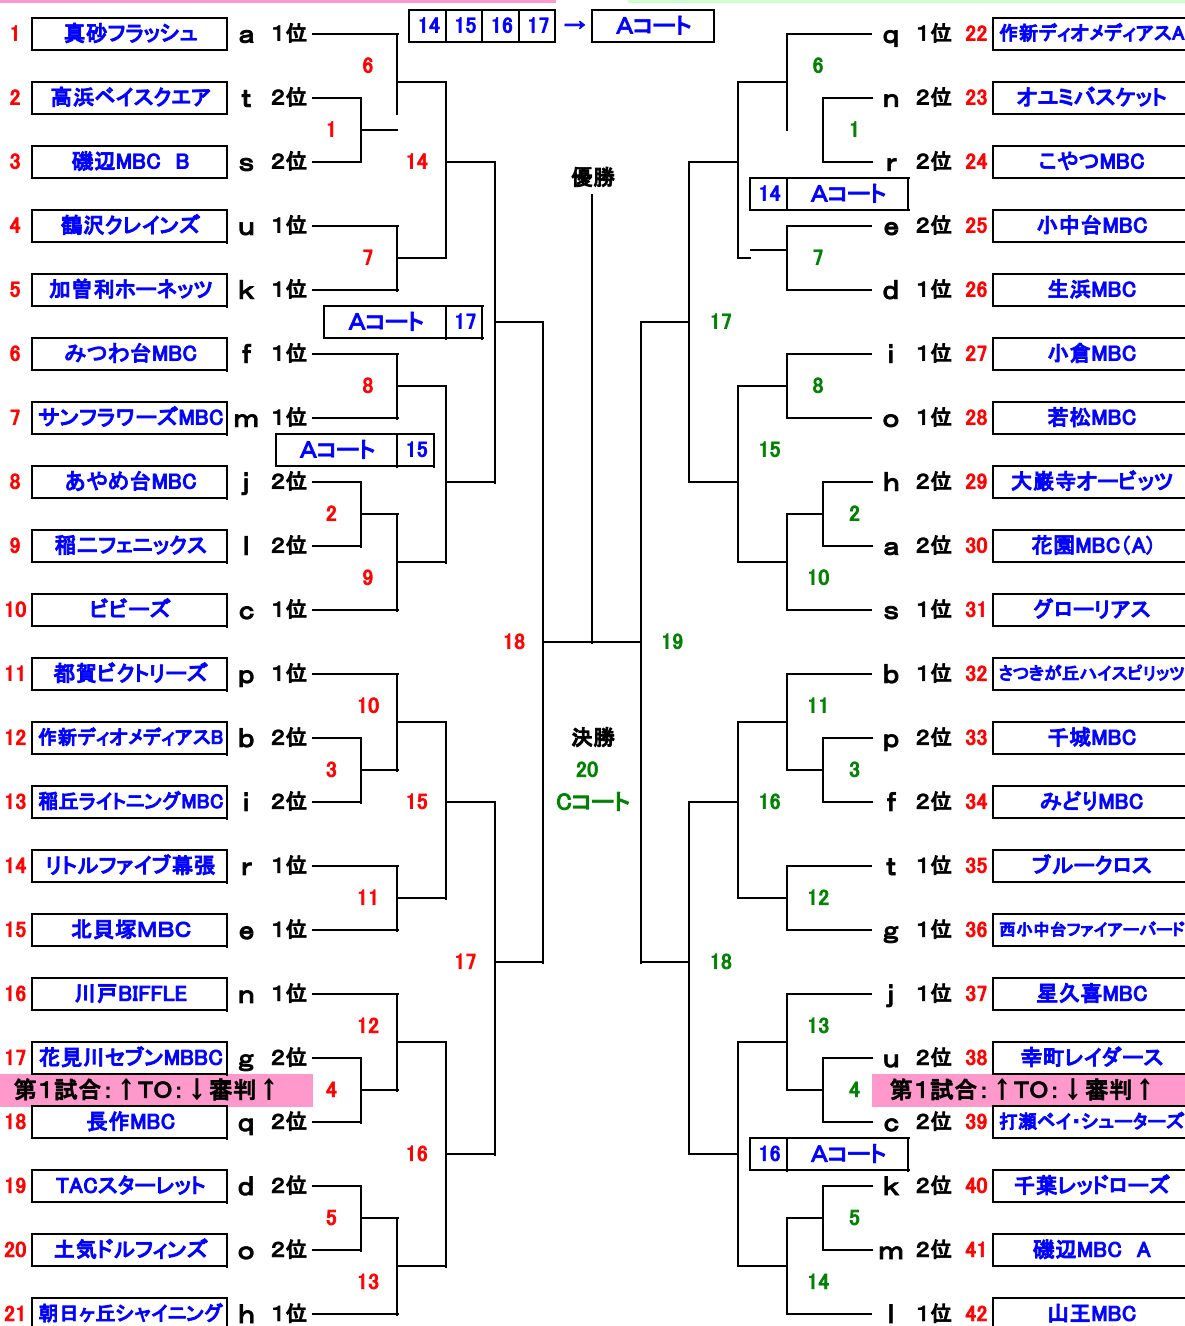 14 15 16 17 → Aコート
1 真砂フラッシュ a 1位
6
2 高浜ベイスクエア t 2位
1
3 磯辺MBC B s 2位
14
4 鶴沢クレインズ u 1位
7
5 加曽利ホーネッツ k 1位
Aコート 17
6 みつわ台MBC f 1位
8
7 サンフラワーズMBC m 1位
Aコート 15
8 あやめ台MBC j 2位
2
9 稲二フェニックス l 2位
9
10 ビビーズ c 1位
18
11 都賀ビクトリーズ p 1位
10
12 作新ディオメディアスB b 2位
3
13 稲丘ライトニングMBC i 2位
15
14 リトルファイブ幕張 r 1位
11
15 北貝塚MBC e 1位
17
16 川戸BIFFLE n 1位
12
17 花見川セブンMBBC g 2位
第1試合:↑TO:↓審判↑
4
18 長作MBC q 2位
16
19 TACスターレット d 2位
5
20 土気ドルフィンズ o 2位
13
21 朝日ヶ丘シャイニング h 1位
優勝
決勝
20
Cコート
q 1位 22 作新ディオメディアスA
6
n 2位 23 オユミバスケット
1
r 2位 24 こやつMBC
14 Aコート
e 2位 25 小中台MBC
7
d 1位 26 生浜MBC
17
i 1位 27 小倉MBC
8
o 1位 28 若松MBC
15
h 2位 29 大巌寺オービッツ
2
a 2位 30 花園MBC(A)
10
s 1位 31 グローリアス
19
b 1位 32 さつきが丘ハイスピリッツ
11
p 2位 33 千城MBC
3
f 2位 34 みどりMBC
16
t 1位 35 ブルークロス
12
g 1位 36 西小中台ファイアーバード
18
j 1位 37 星久喜MBC
13
u 2位 38 幸町レイダース
第1試合:↑TO:↓審判↑
4
c 2位 39 打瀬ベイ・シューターズ
16 Aコート
k 2位 40 千葉レッドローズ
5
m 2位 41 磯辺MBC A
14
l 1位 42 山王MBC